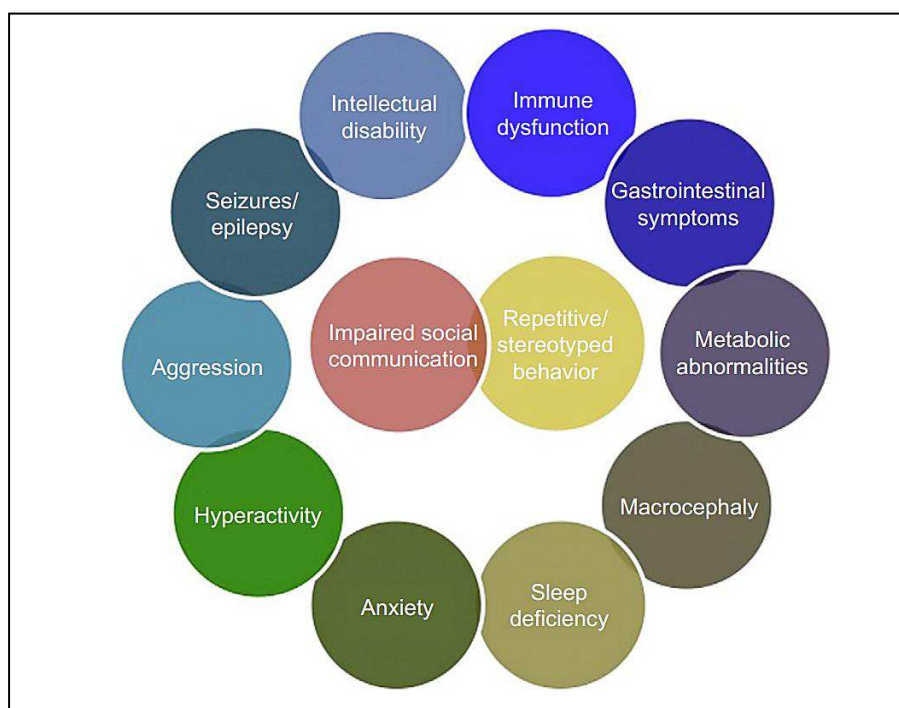 Intellectual
disability
Immune
dysfunction
Gastrointestinal
symptoms
Seizures/
epilepsy
Impaired social
communication
Repetitive/
stereotyped
behavior
Metabolic
abnormalities
Aggression
Hyperactivity
Macrocephaly
Anxiety
Sleep
deficiency